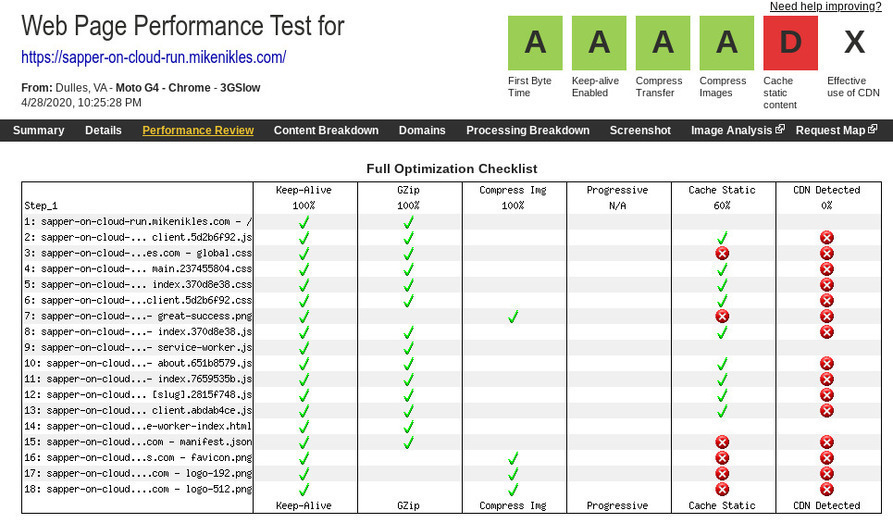 Need help improving?
Web Page Performance Test for
https://sapper-on-cloud-run.mikenikles.com/
From: Dulles, VA - Moto G4 - Chrome - 3GSlow
4/28/2020, 10:25:28 PM
A A A A D X
First Byte Time
Keep-alive Enabled
Compress Transfer
Compress Images
Cache static content
Effective use of CDN
Summary Details Performance Review Content Breakdown Domains Processing Breakdown Screenshot Image Analysis Request Map
Full Optimization Checklist
Keep-Alive GZip Compress Img Progressive Cache Static CDN Detected
Step_1 100% 100% 100% N/A 60% 0%
1: sapper-on-cloud-run.mikenikles.com - /
2: sapper-on-cloud-... client.5d2b6f92.js
3: sapper-on-cloud-...es.com - global.css
4: sapper-on-cloud-... main.237455804.css
5: sapper-on-cloud-... index.370d8e38.css
6: sapper-on-cloud-...client.5d2b6f92.css
7: sapper-on-cloud-...- great-success.png
8: sapper-on-cloud-...- index.370d8e38.js
9: sapper-on-cloud-...- service-worker.js
10: sapper-on-cloud...- about.651b8579.js
11: sapper-on-cloud...- index.7659535b.js
12: sapper-on-cloud... [slug].2815f748.js
13: sapper-on-cloud... client.abdab4ce.js
14: sapper-on-cloud...e-worker-index.html
15: sapper-on-cloud...com - manifest.json
16: sapper-on-cloud...s.com - favicon.png
17: sapper-on-cloud....com - logo-192.png
18: sapper-on-cloud....com - logo-512.png
Keep-Alive GZip Compress Img Progressive Cache Static CDN Detected